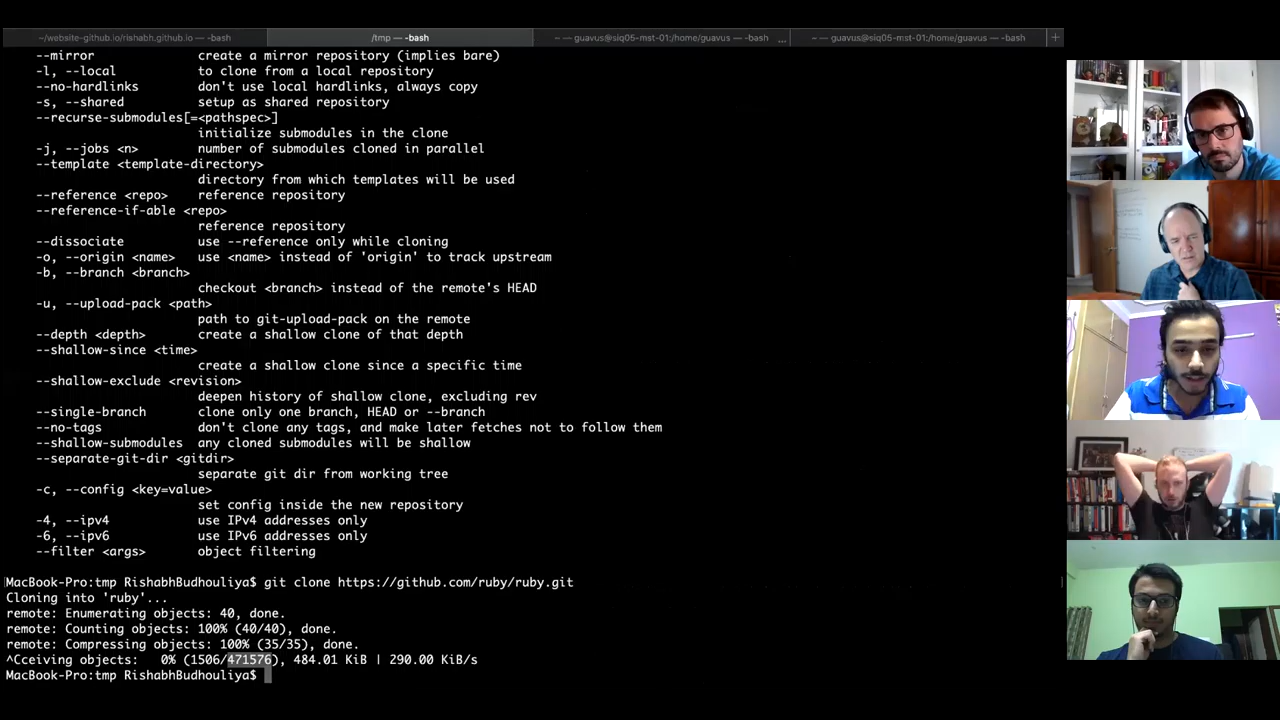 ~/website-github.io/rishabh.github.io — -bash
/tmp — -bash
~ — guavus@siq05-mst-01:/home/guavus — -bash ...
~ — guavus@siq05-mst-01:/home/guavus — -bash
+
--mirror create a mirror repository (implies bare)
-l, --local to clone from a local repository
--no-hardlinks don't use local hardlinks, always copy
-s, --shared setup as shared repository
--recurse-submodules[=<pathspec>]
initialize submodules in the clone
-j, --jobs <n> number of submodules cloned in parallel
--template <template-directory>
directory from which templates will be used
--reference <repo> reference repository
--reference-if-able <repo>
reference repository
--dissociate use --reference only while cloning
-o, --origin <name> use <name> instead of 'origin' to track upstream
-b, --branch <branch>
checkout <branch> instead of the remote's HEAD
-u, --upload-pack <path>
path to git-upload-pack on the remote
--depth <depth> create a shallow clone of that depth
--shallow-since <time>
create a shallow clone since a specific time
--shallow-exclude <revision>
deepen history of shallow clone, excluding rev
--single-branch clone only one branch, HEAD or --branch
--no-tags don't clone any tags, and make later fetches not to follow them
--shallow-submodules any cloned submodules will be shallow
--separate-git-dir <gitdir>
separate git dir from working tree
-c, --config <key=value>
set config inside the new repository
-4, --ipv4 use IPv4 addresses only
-6, --ipv6 use IPv6 addresses only
--filter <args> object filtering
MacBook-Pro:tmp RishabhBudhouliya$ git clone https://github.com/ruby/ruby.git
Cloning into 'ruby'...
remote: Enumerating objects: 40, done.
remote: Counting objects: 100% (40/40), done.
remote: Compressing objects: 100% (35/35), done.
^Cceiving objects: 0% (1506/471576), 484.01 KiB | 290.00 KiB/s
MacBook-Pro:tmp RishabhBudhouliya$